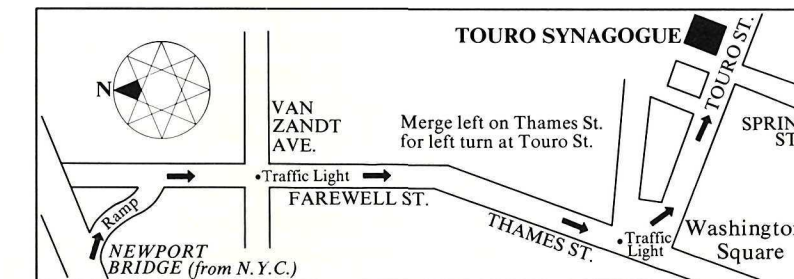 TOURO SYNAGOGUE
TOURO ST.
N
VAN
ZANDT
AVE.
Merge left on Thames St.
for left turn at Touro St.
SPRIN
ST
•Traffic Light
FAREWELL ST.
Ramp
THAMES ST.
•Traffic
Light
Washington
Square
NEWPORT
BRIDGE (from N.Y.C.)